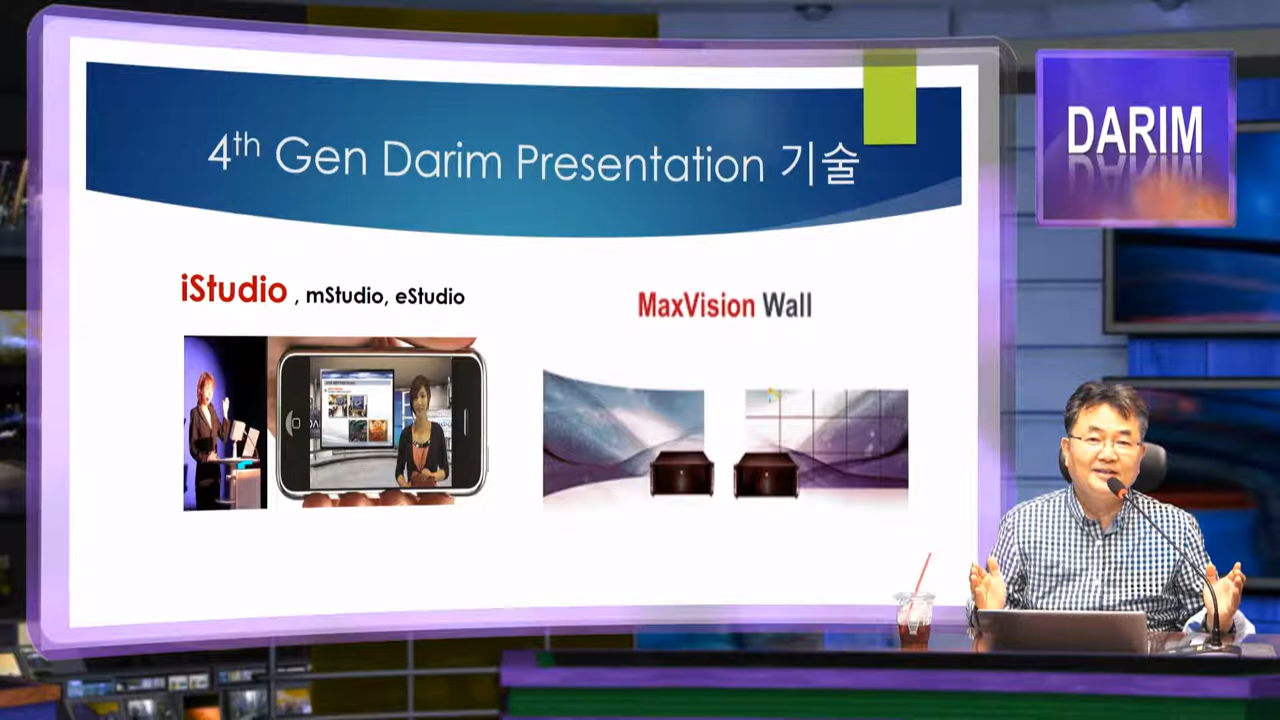 4th Gen Darim Presentation 기술
DARIM
iStudio , mStudio, eStudio
MaxVision Wall